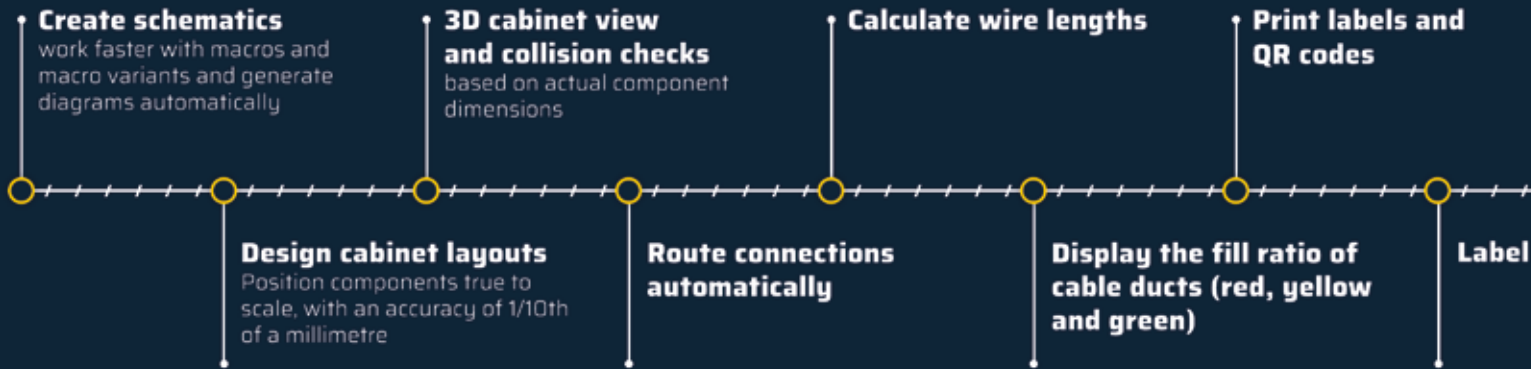 Create schematics
work faster with macros and
macro variants and generate
diagrams automatically
Design cabinet layouts
Position components true to
scale, with an accuracy of 1/10th
of a millimetre
3D cabinet view
and collision checks
based on actual component
dimensions
Route connections
automatically
Calculate wire lengths
Display the fill ratio of
cable ducts (red, yellow
and green)
Print labels and
QR codes
Label